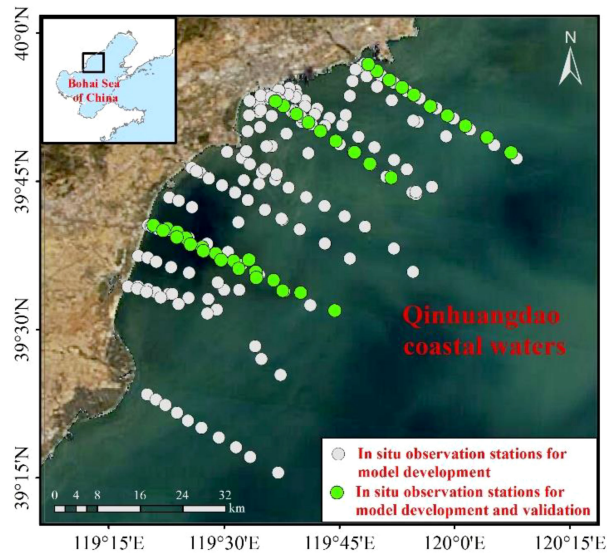 40°0'N
39°45'N
39°30'N
39°15'N
Bohai Sea
of China
N
Qinhuangdao
coastal waters
In situ observation stations for
model development
In situ observation stations for
model development and validation
0 4 8 16 24 32
km
119°15'E 119°30'E 119°45'E 120°0'E 120°15'E